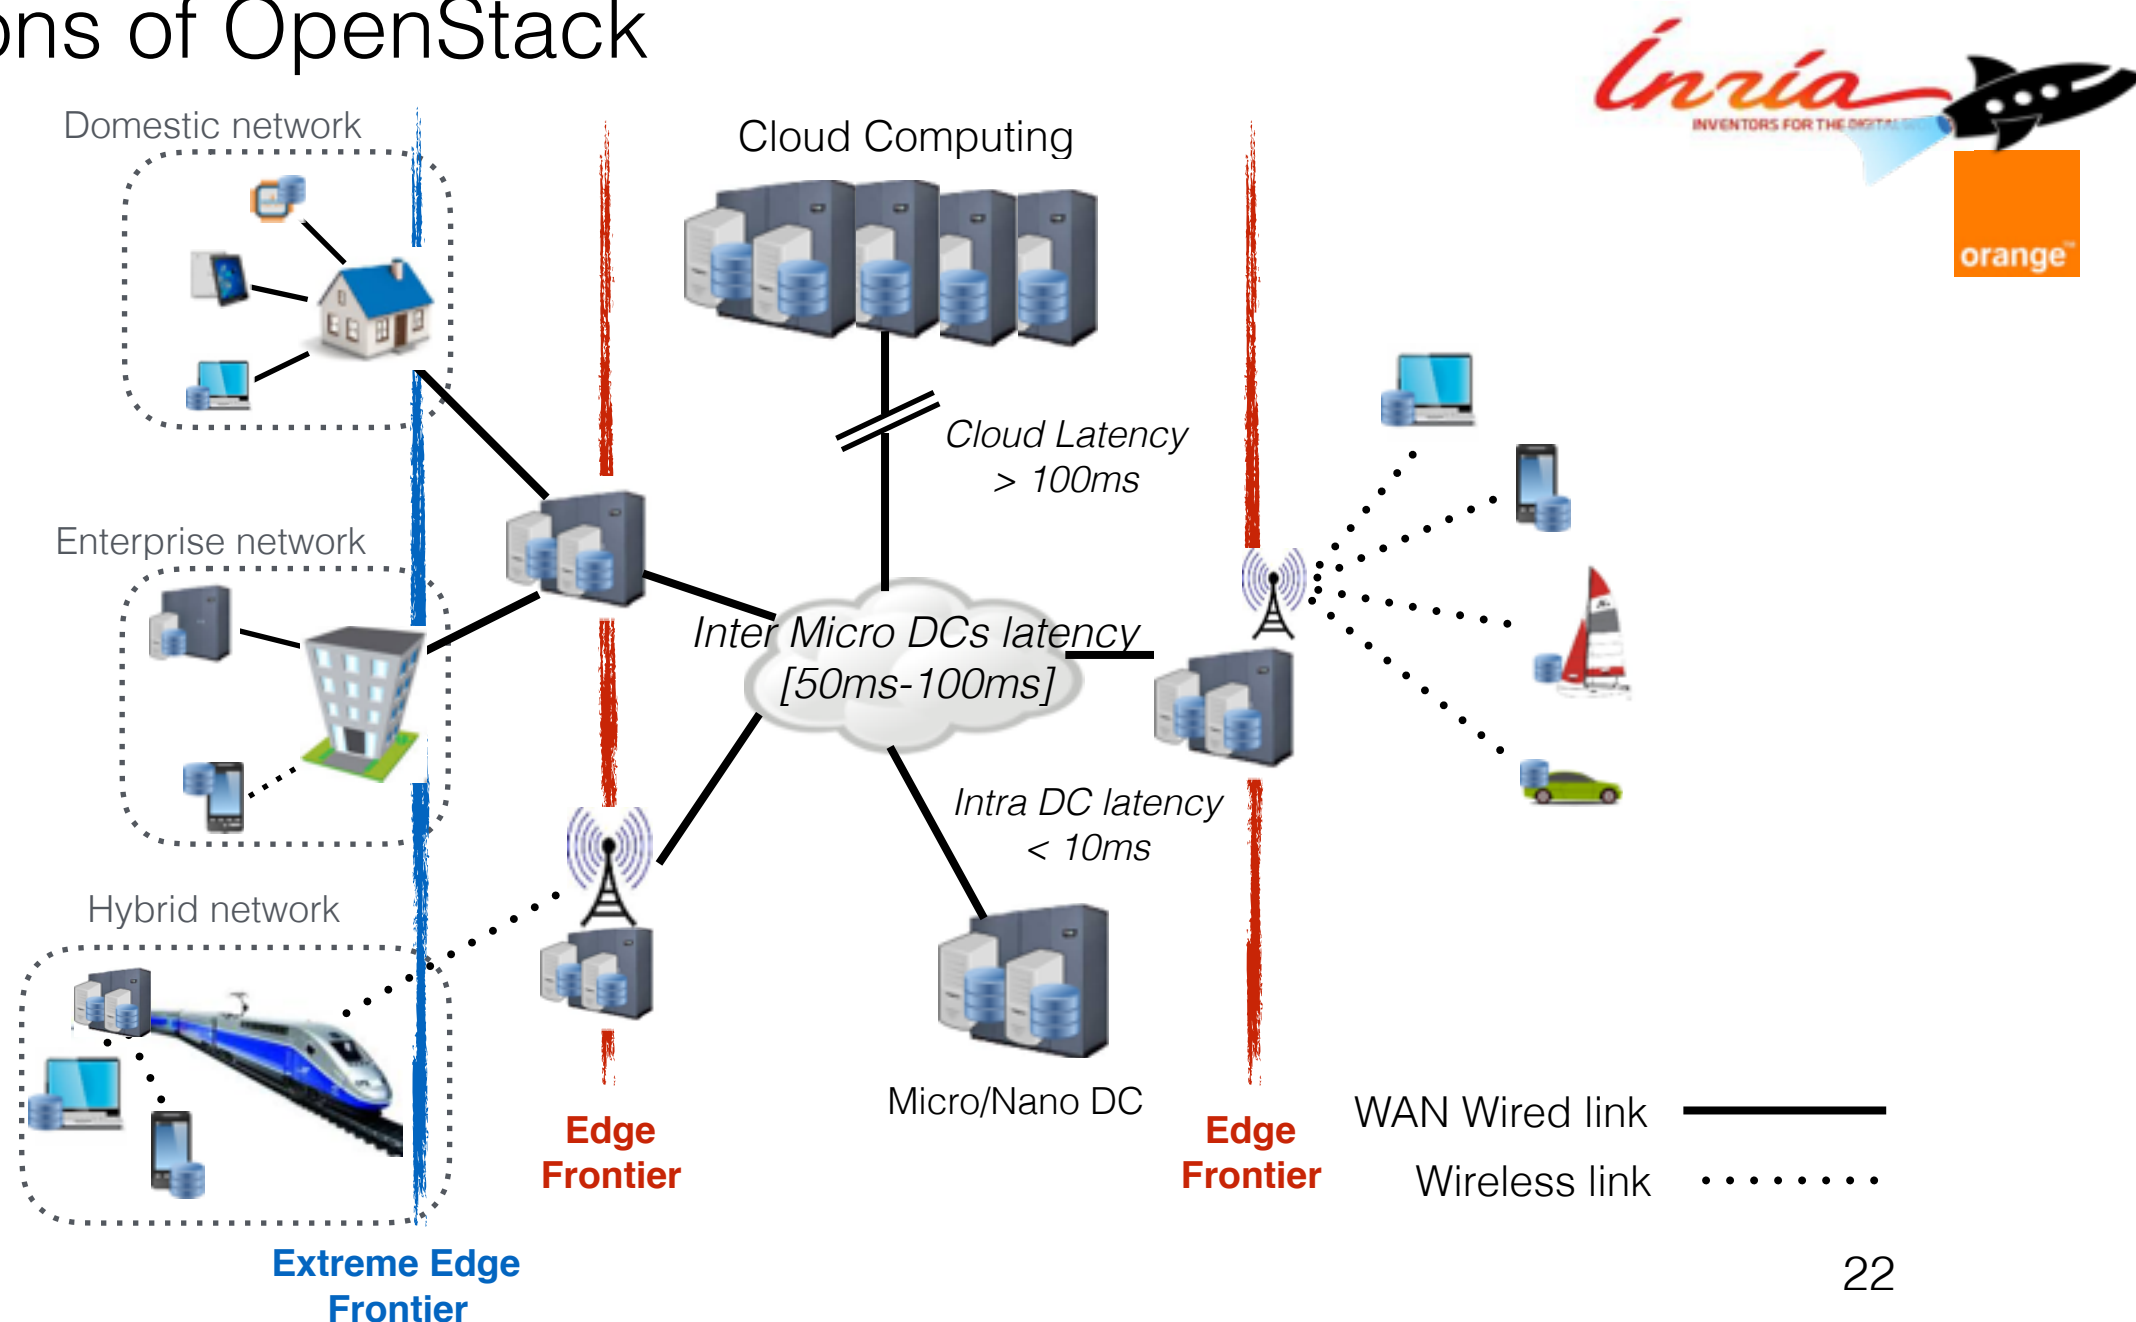 ons of OpenStack
Inria
INVENTORS FOR THE DIGITAL
orange™
Domestic network
Cloud Computing
Cloud Latency
> 100ms
Enterprise network
Inter Micro DCs latency
[50ms-100ms]
Intra DC latency
< 10ms
Hybrid network
Micro/Nano DC
Edge
Frontier
Edge
Frontier
WAN Wired link
Wireless link
Extreme Edge
Frontier
22